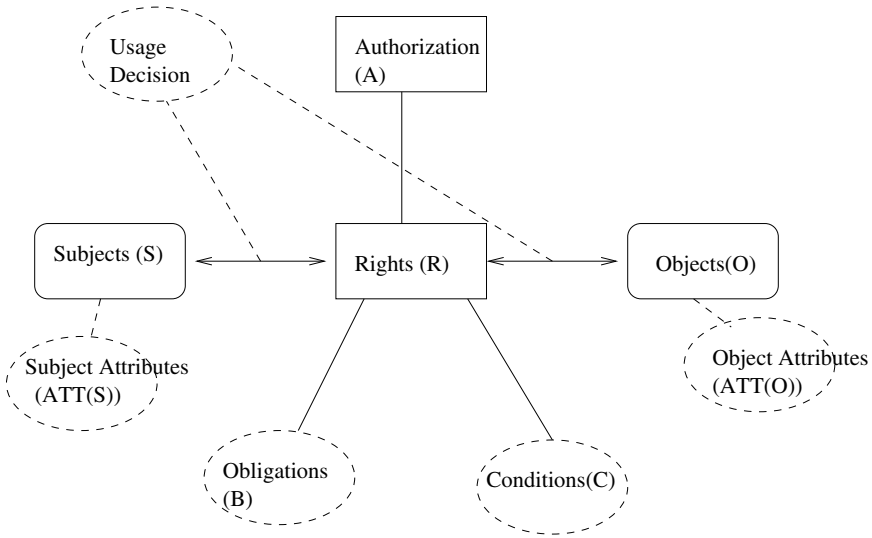 Usage
Decision
Authorization
(A)
Subjects (S)
Rights (R)
Objects(O)
Subject Attributes
(ATT(S))
Object Attributes
(ATT(O))
Obligations
(B)
Conditions(C)